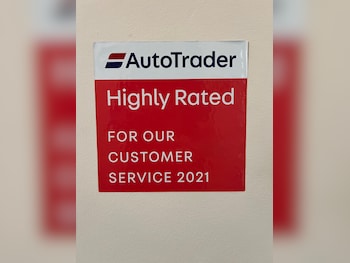 AutoTrader
Highly Rated
FOR OUR
CUSTOMER
SERVICE 2021